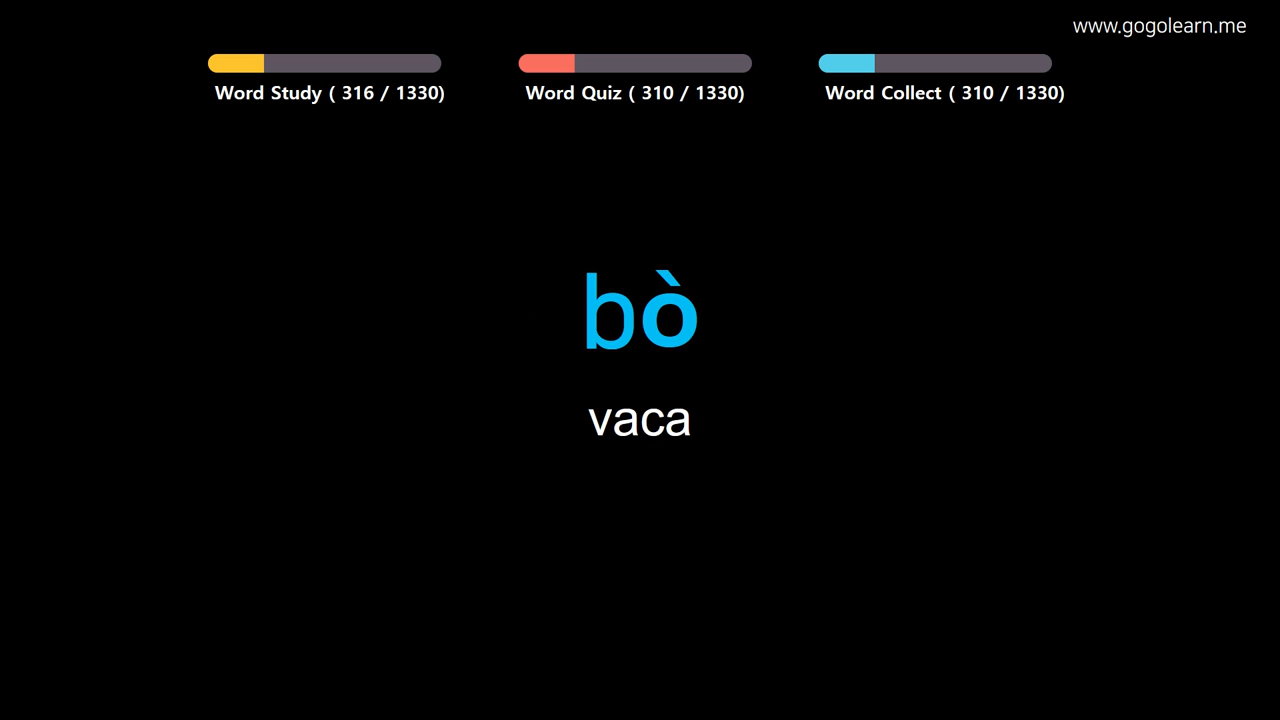 www.gogolearn.me
Word Study ( 316 / 1330)
Word Quiz ( 310 / 1330)
Word Collect ( 310 / 1330)
bò
vaca